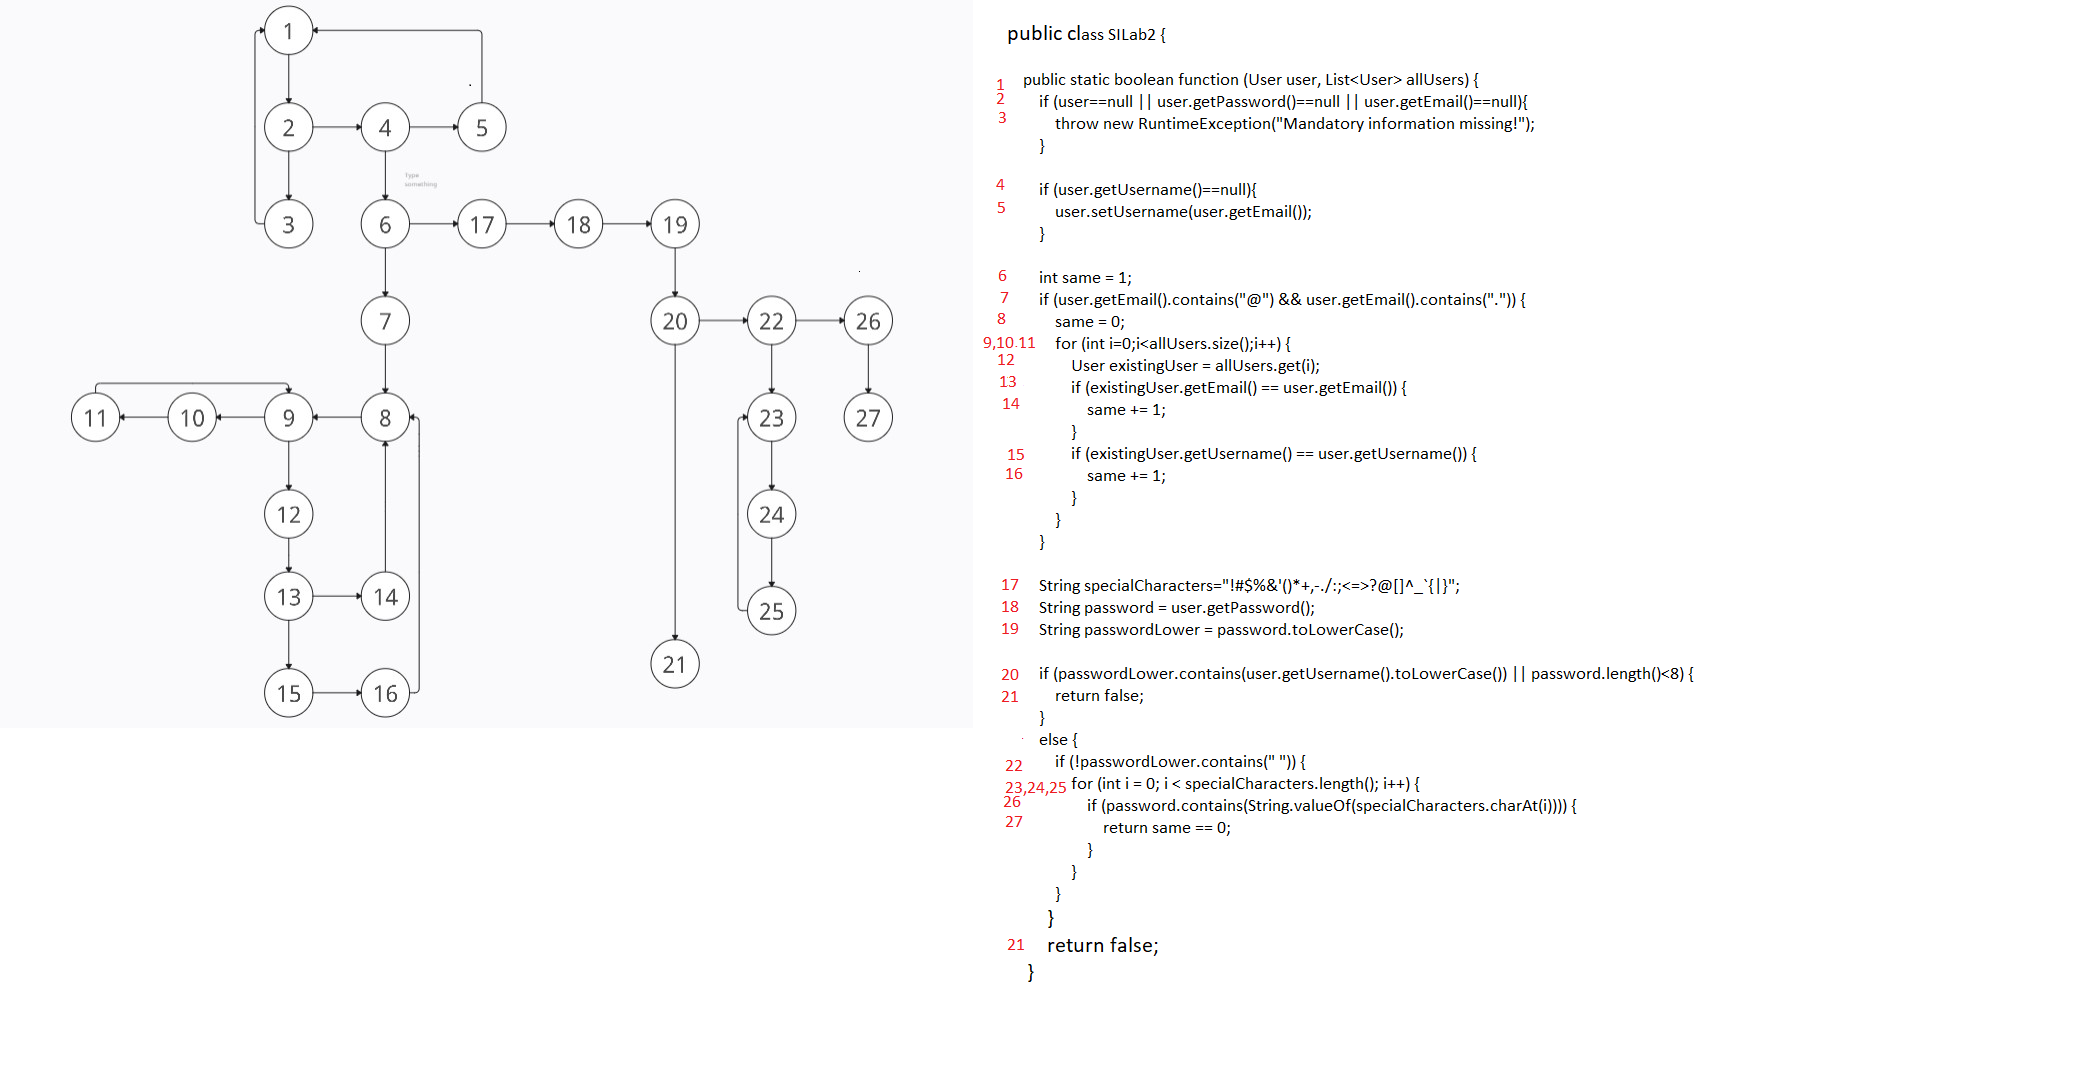 1
2
4
5
Type
something
3
6
17
18
19
7
20
22
26
11
10
9
8
23
27
12
24
13
14
25
21
15
16
public class SILab2 {
1 public static boolean function (User user, List<User> allUsers) {
2 if (user==null || user.getPassword()==null || user.getEmail()==null){
3 throw new RuntimeException("Mandatory information missing!");
}
4 if (user.getUsername()==null){
5 user.setUsername(user.getEmail());
}
6 int same = 1;
7 if (user.getEmail().contains("@") && user.getEmail().contains(".")) {
8 same = 0;
9,10.11 for (int i=0;i<allUsers.size();i++) {
12 User existingUser = allUsers.get(i);
13 if (existingUser.getEmail() == user.getEmail()) {
14 same += 1;
}
15 if (existingUser.getUsername() == user.getUsername()) {
16 same += 1;
}
}
}
17 String specialCharacters="!#$%&'()*+,-./:;<=>?@[]^_`{|}";
18 String password = user.getPassword();
19 String passwordLower = password.toLowerCase();
20 if (passwordLower.contains(user.getUsername().toLowerCase()) || password.length()<8) {
21 return false;
}
else {
22 if (!passwordLower.contains(" ")) {
23,24,25 for (int i = 0; i < specialCharacters.length(); i++) {
26 if (password.contains(String.valueOf(specialCharacters.charAt(i)))) {
27 return same == 0;
}
}
}
}
21 return false;
}